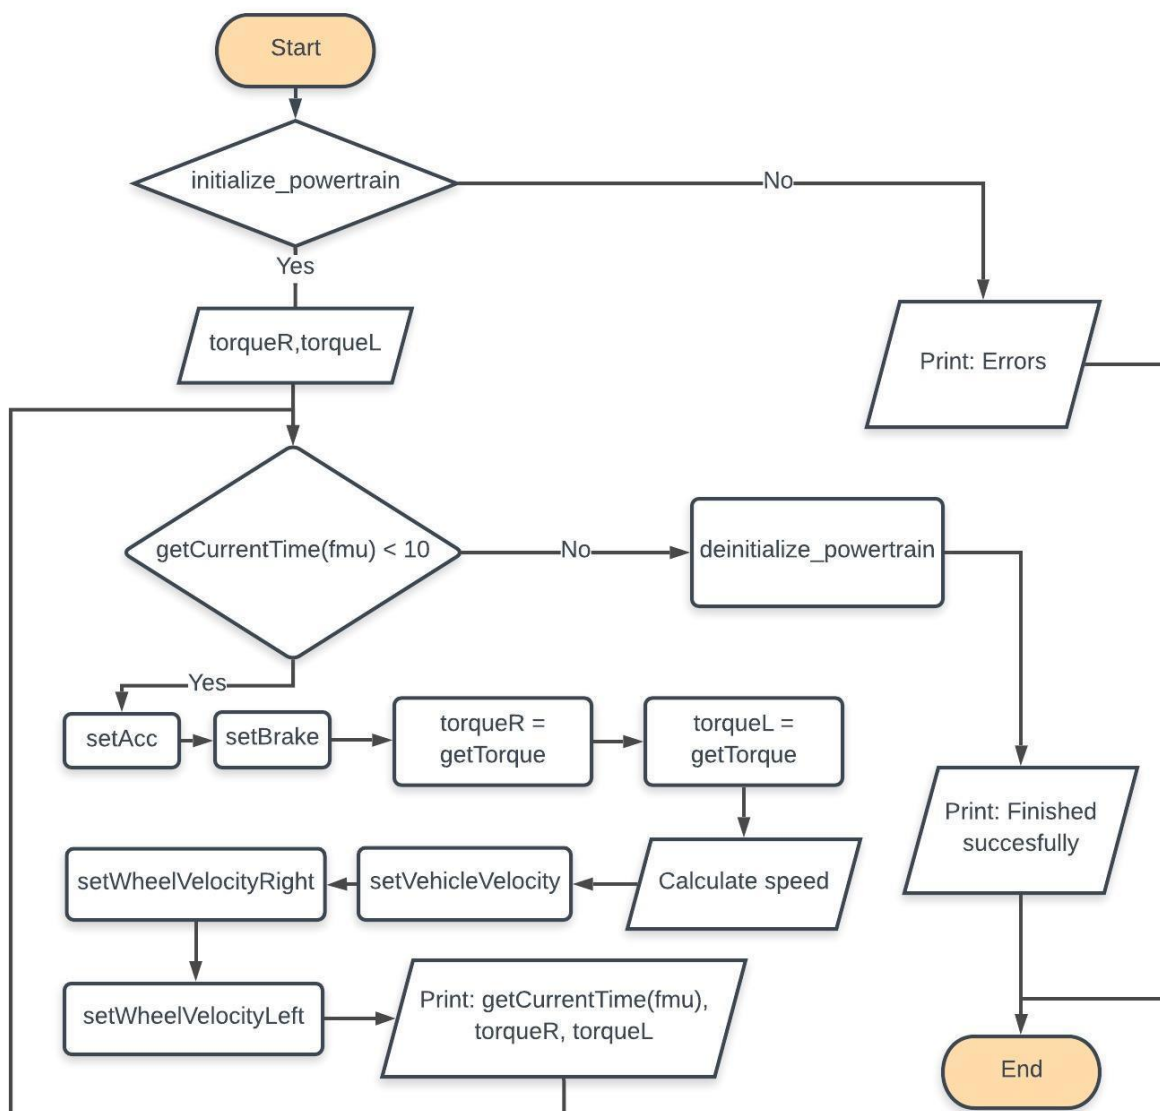 Start
initialize_powertrain
No
Yes
torqueR,torqueL
Print: Errors
getCurrentTime(fmu) < 10
No
deinitialize_powertrain
Yes
setAcc
setBrake
torqueR =
getTorque
torqueL =
getTorque
Print: Finished
succesfully
Calculate speed
setVehicleVelocity
setWheelVelocityRight
setWheelVelocityLeft
Print: getCurrentTime(fmu),
torqueR, torqueL
End